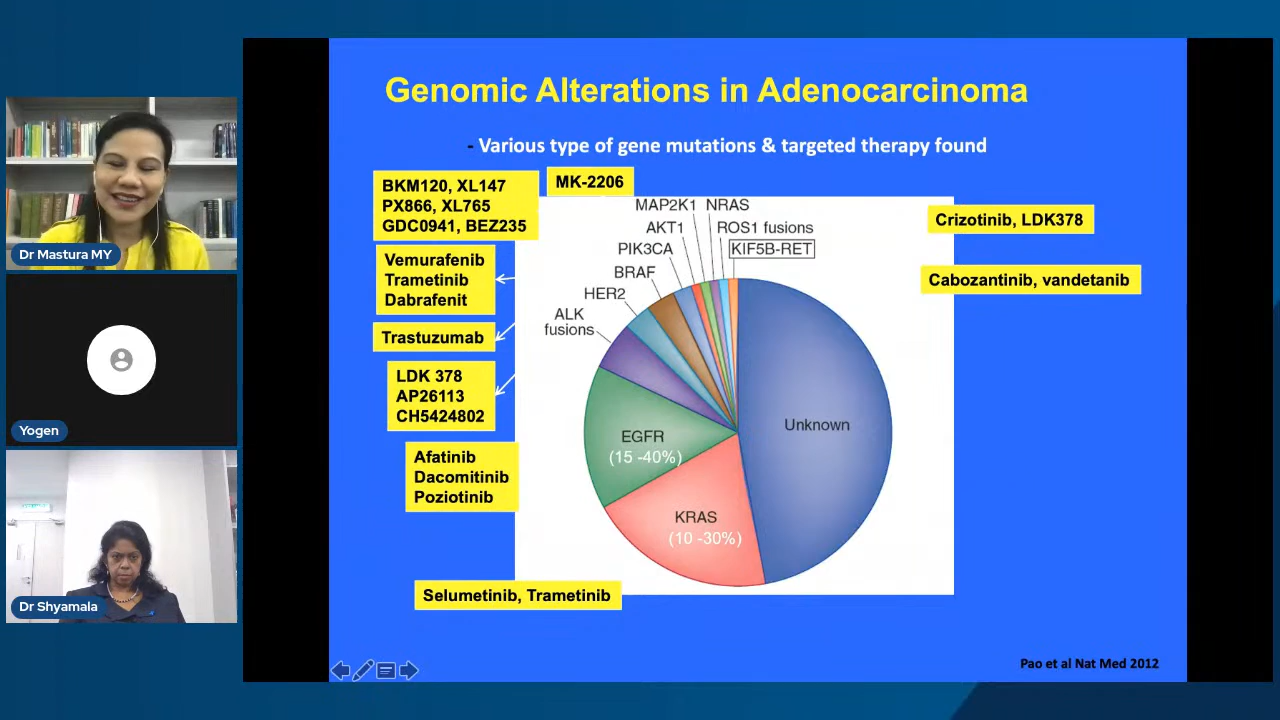 Genomic Alterations in Adenocarcinoma
- Various type of gene mutations & targeted therapy found
BKM120, XL147
PX866, XL765
GDC0941, BEZ235
MK-2206
Vemurafenib
Trametinib
Dabrafenit
Trastuzumab
LDK 378
AP26113
CH5424802
Afatinib
Dacomitinib
Poziotinib
Selumetinib, Trametinib
Crizotinib, LDK378
Cabozantinib, vandetanib
MAP2K1
NRAS
AKT1
ROS1 fusions
PIK3CA
KIF5B-RET
BRAF
HER2
ALK
fusions
EGFR
(15 -40%)
KRAS
(10 -30%)
Unknown
Pao et al Nat Med 2012
Dr Mastura MY
Yogen
Dr Shyamala